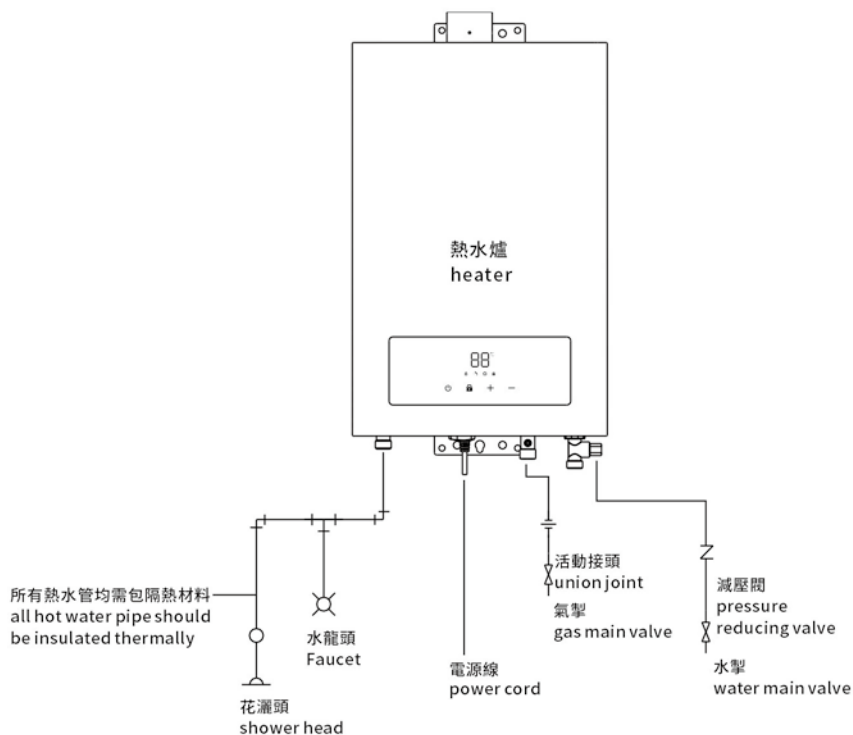 熱水爐
heater
88
所有熱水管均需包隔熱材料
all hot water pipe should
be insulated thermally
水龍頭
Faucet
花灑頭
shower head
電源線
power cord
活動接頭
union joint
氣掣
gas main valve
減壓閥
pressure
reducing valve
水掣
water main valve